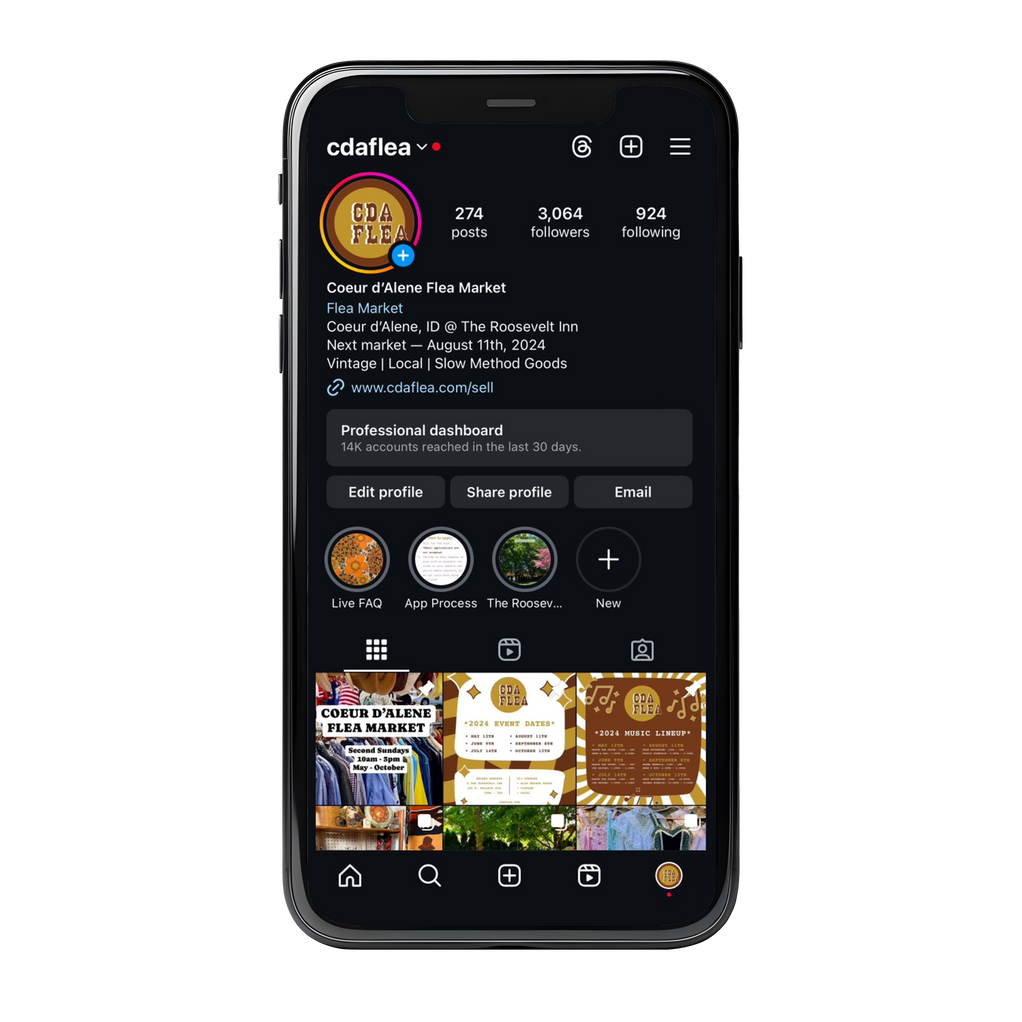 cdaflea
CDA
FLEA
274
posts
3,064
followers
924
following
Coeur d’Alene Flea Market
Flea Market
Coeur d’Alene, ID @ The Roosevelt Inn
Next market — August 11th, 2024
Vintage | Local | Slow Method Goods
www.cdaflea.com/sell
Professional dashboard
14K accounts reached in the last 30 days.
Edit profile
Share profile
Email
Live FAQ
App Process
The Roosev...
New
COEUR D’ALENE
FLEA MARKET
Second Sundays
10am - 3pm
May - October
CDA
FLEA
*2024 EVENT DATES*
• MAY 12TH
• JUNE 9TH
• JULY 14TH
• AUGUST 11TH
• SEPTEMBER 8TH
• OCTOBER 13TH
CDA
FLEA
*2024 MUSIC LINEUP*
• MAY 12TH
• JUNE 9TH
• JULY 14TH
• AUGUST 11TH
• SEPTEMBER 8TH
• OCTOBER 13TH